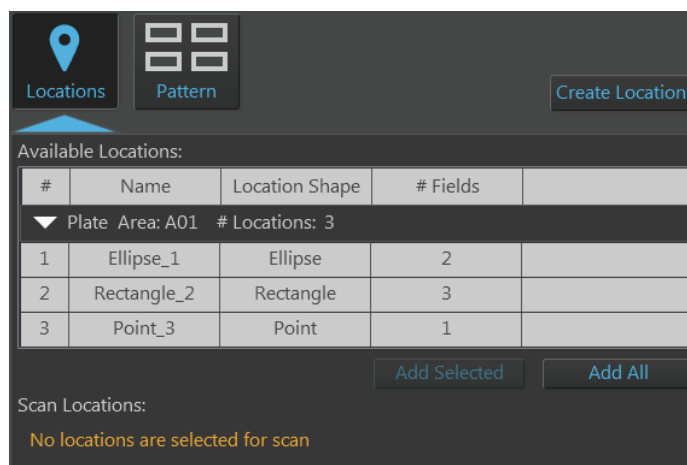 Locations
Pattern
Create Location
Available Locations:
# Name Location Shape # Fields
Plate Area: A01 # Locations: 3
1 Ellipse_1 Ellipse 2
2 Rectangle_2 Rectangle 3
3 Point_3 Point 1
Add Selected Add All
Scan Locations:
No locations are selected for scan